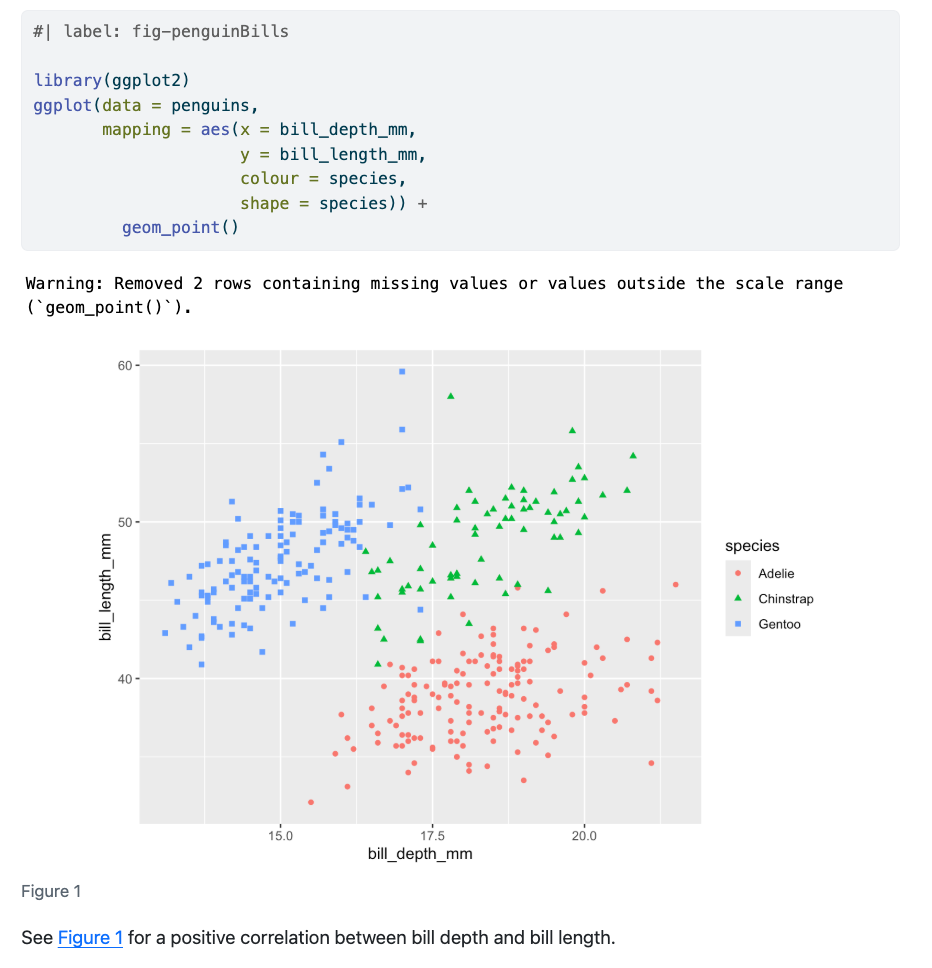 #| label: fig-penguinBills
library(ggplot2)
ggplot(data = penguins,
mapping = aes(x = bill_depth_mm,
y = bill_length_mm,
colour = species,
shape = species)) +
geom_point()
Warning: Removed 2 rows containing missing values or values outside the scale range
(`geom_point()`).
60
50
40
bill_length_mm
15.0 17.5 20.0
bill_depth_mm
species
Adelie
Chinstrap
Gentoo
Figure 1
See Figure 1 for a positive correlation between bill depth and bill length.